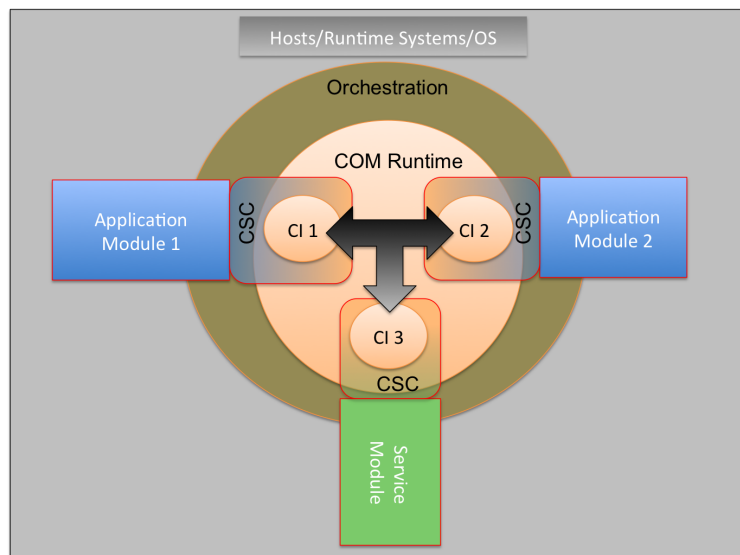 Hosts/Runtime Systems/OS
Orchestration
COM Runtime
Application
Module 1
CSC
CI 1
CI 2
CSC
Application
Module 2
CI 3
CSC
Service
Module